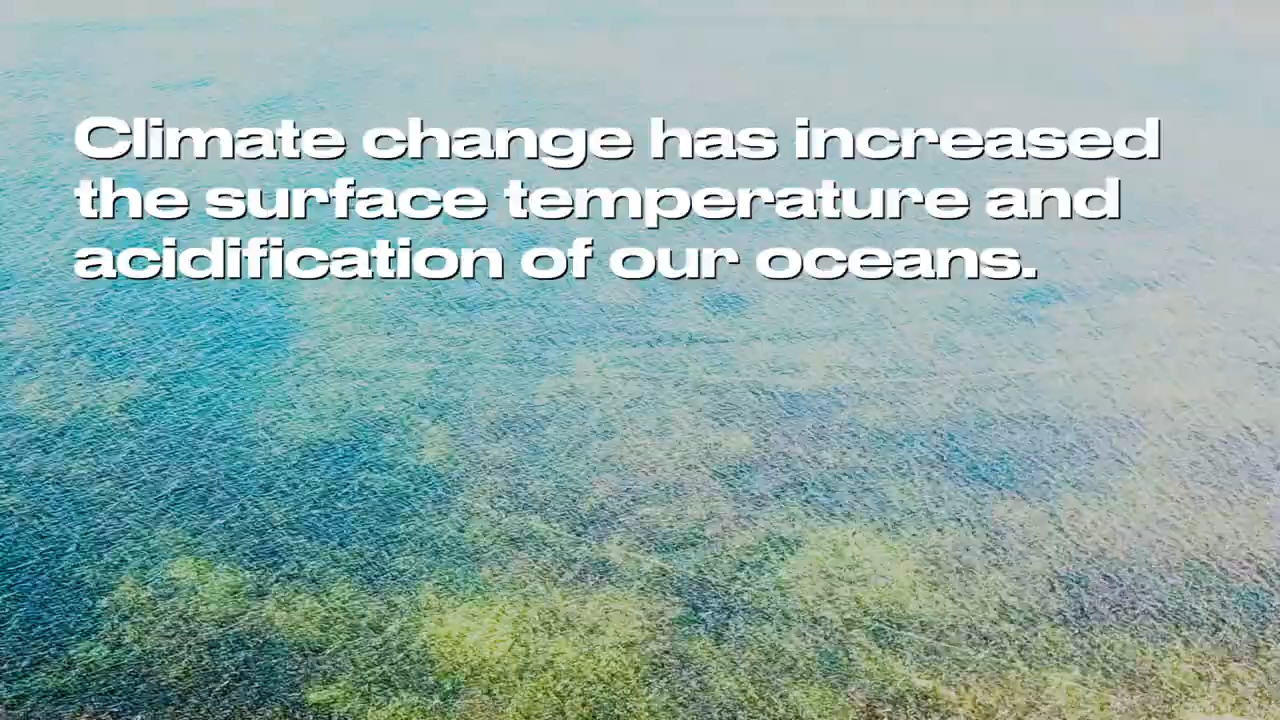 Climate change has increased
the surface temperature and
acidification of our oceans.